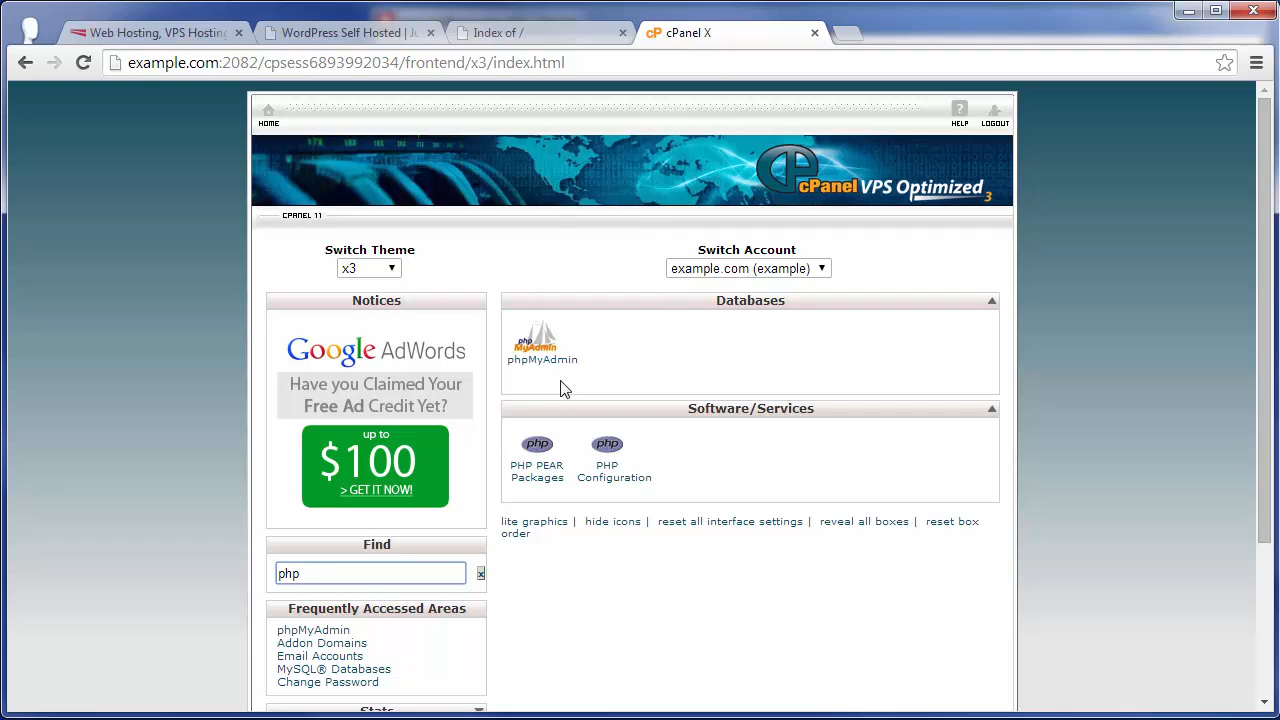 Web Hosting, VPS Hosting
WordPress Self Hosted | Ju
Index of /
cP cPanel X
example.com:2082/cpsess6893992034/frontend/x3/index.html
HOME
?
HELP
LOGOUT
cPanel VPS Optimized 3
CPANEL 11
Switch Theme
x3
Switch Account
example.com (example)
Notices
Google AdWords
Have you Claimed Your
Free Ad Credit Yet?
up to
$100
> GET IT NOW!
Find
php
x
Frequently Accessed Areas
phpMyAdmin
Addon Domains
Email Accounts
MySQL® Databases
Change Password
Stats
Databases
php
MyAdmin
phpMyAdmin
Software/Services
php
PHP PEAR
Packages
php
PHP
Configuration
lite graphics | hide icons | reset all interface settings | reveal all boxes | reset box
order